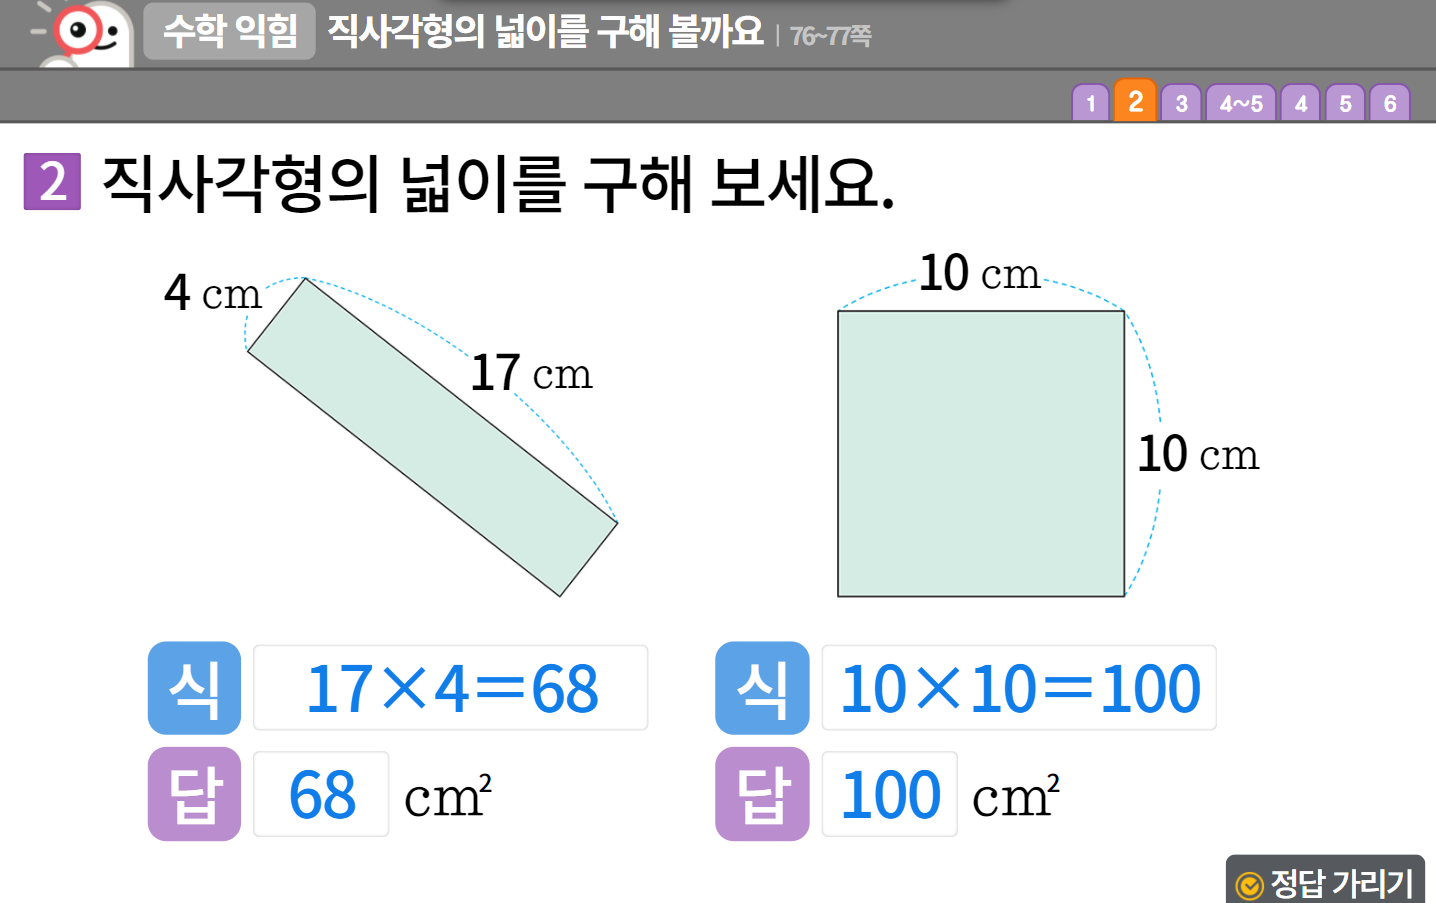 수학 익힘 직사각형의 넓이를 구해 볼까요 | 76~77쪽
1 2 3 4~5 4 5 6
2 직사각형의 넓이를 구해 보세요.
4 cm
17 cm
10 cm
10 cm
식 17×4=68
답 68 cm²
식 10×10=100
답 100 cm²
정답 가리기